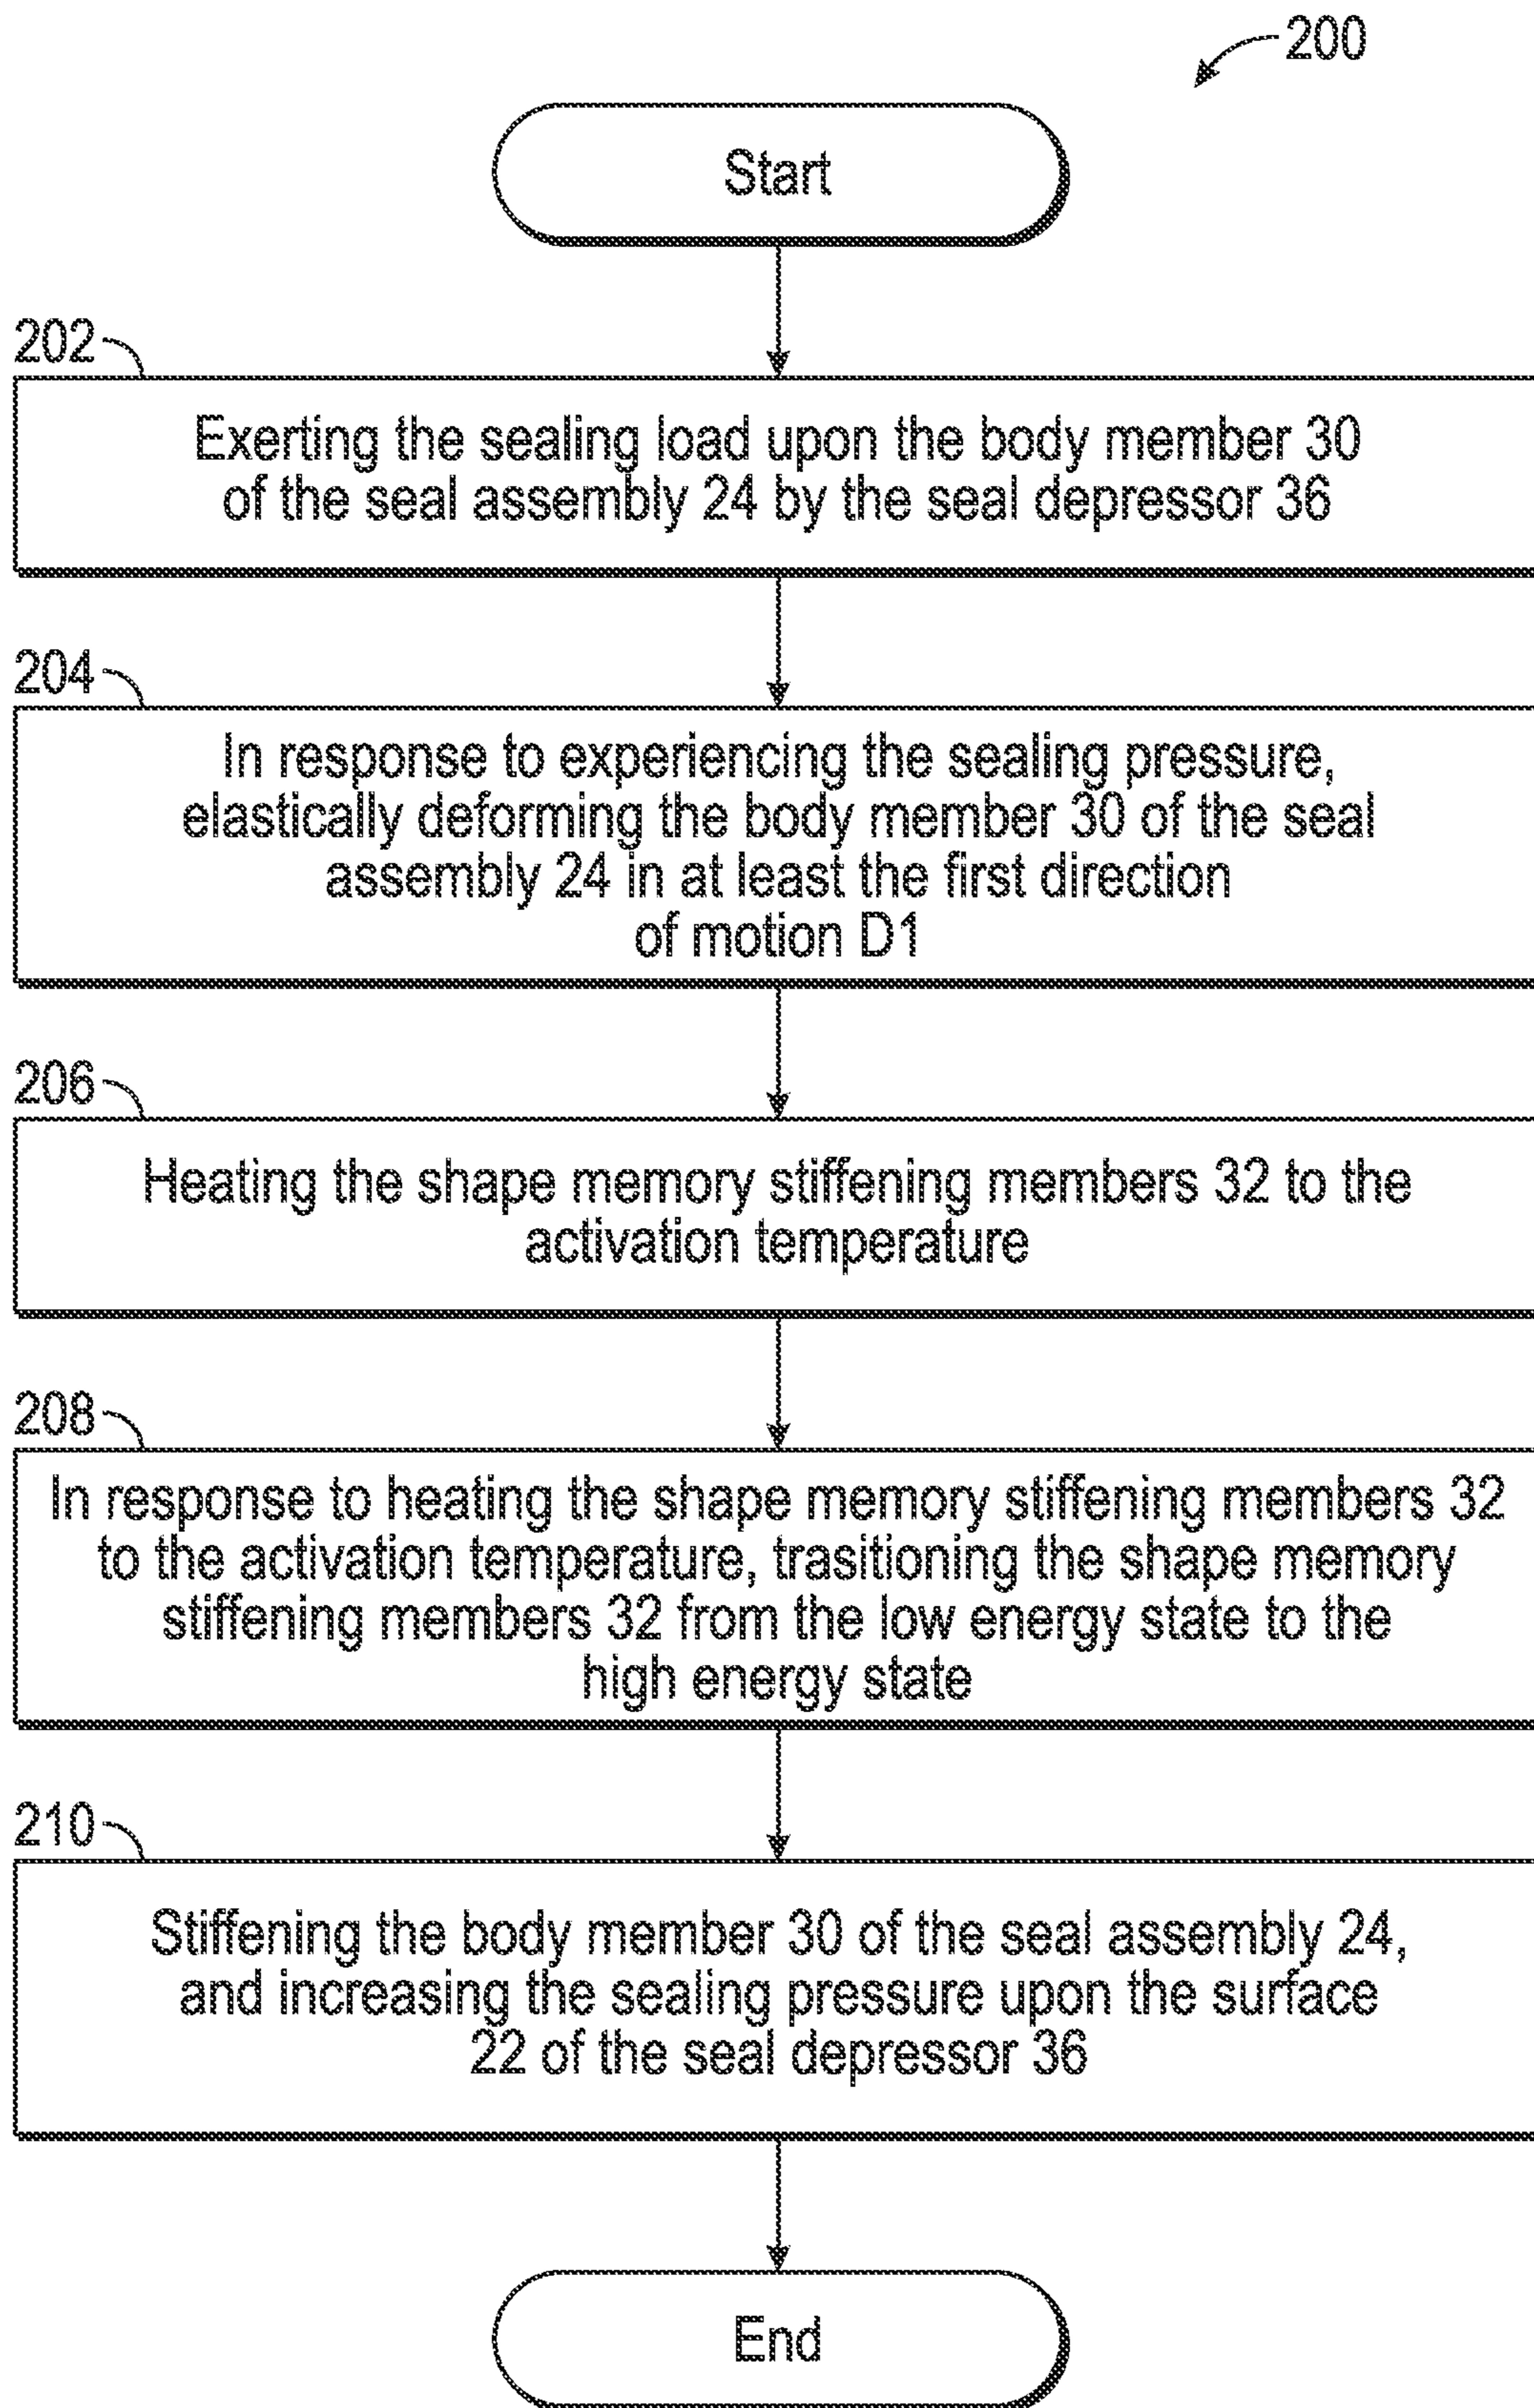 200
Start
202
Exerting the sealing load upon the body member 30
of the seal assembly 24 by the seal depressor 36
204
In response to experiencing the sealing pressure,
elastically deforming the body member 30 of the seal
assembly 24 in at least the first direction
of motion D1
206
Heating the shape memory stiffening members 32 to the
activation temperature
208
In response to heating the shape memory stiffening members 32
to the activation temperature, trasitioning the shape memory
stiffening members 32 from the low energy state to the
high energy state
210
Stiffening the body member 30 of the seal assembly 24,
and increasing the sealing pressure upon the surface
22 of the seal depressor 36
End